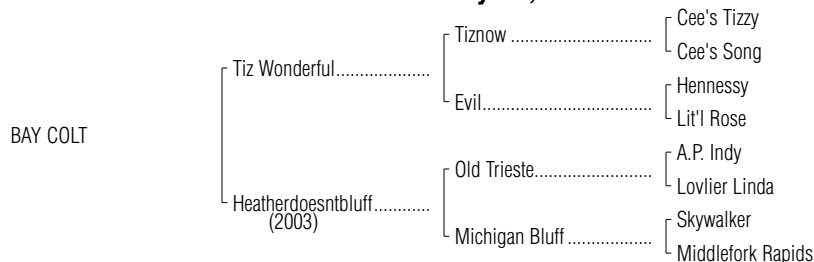 Cee's Tizzy
Tiznow ....................
Cee's Song
Tiz Wonderful....................
Hennessy
Evil........................
Lit'l Rose
BAY COLT
A.P. Indy
Old Trieste....................
Lovlier Linda
Heatherdoesntbluff............
(2003)
Skywalker
Michigan Bluff ..............
Middlefork Rapids